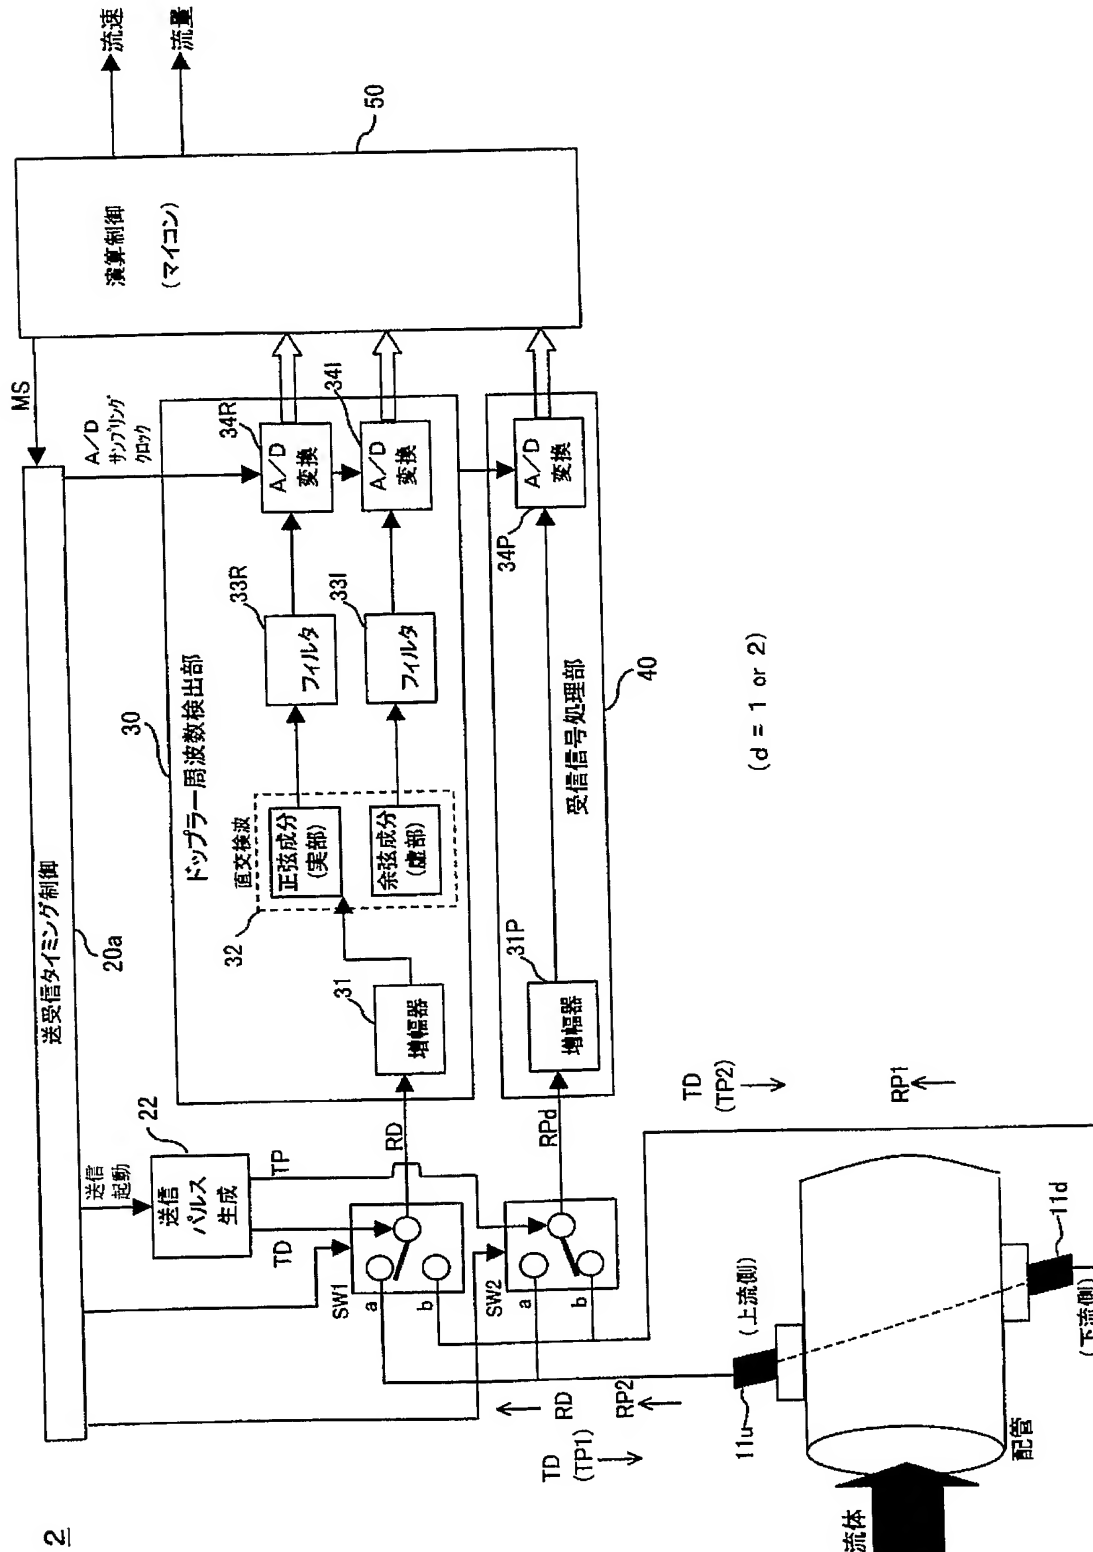 2
流速
流量
演算制御
(マイコン)
50
MS
送受信タイミング制御
20a
A/D
サンプリング
クロック
送信
起動
送信
パルス
生成
22
TD
TP
30
ドップラー周波数検出部
直交検波
32
正弦成分
(実部)
余弦成分
(虚部)
31
増幅器
RD
33R
フィルタ
33I
フィルタ
34R
A/D
変換
34I
A/D
変換
SW1
a
b
SW2
a
b
RPd
31P
増幅器
受信信号処理部
40
34P
A/D
変換
(d = 1 or 2)
TD
(TP1)
RD
RP2
TD
(TP2)
RP1
11u
(上流側)
11d
(下流側)
配管
流体